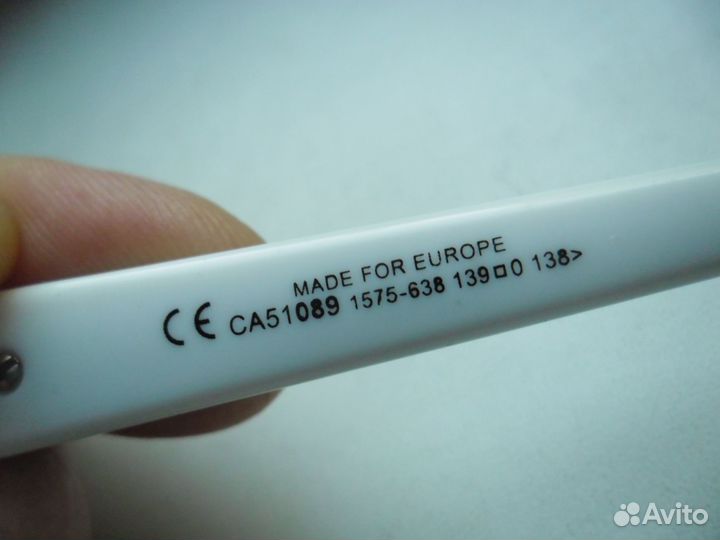 MADE FOR EUROPE
CE CA51089 1575-638 139□0 138>
Avito